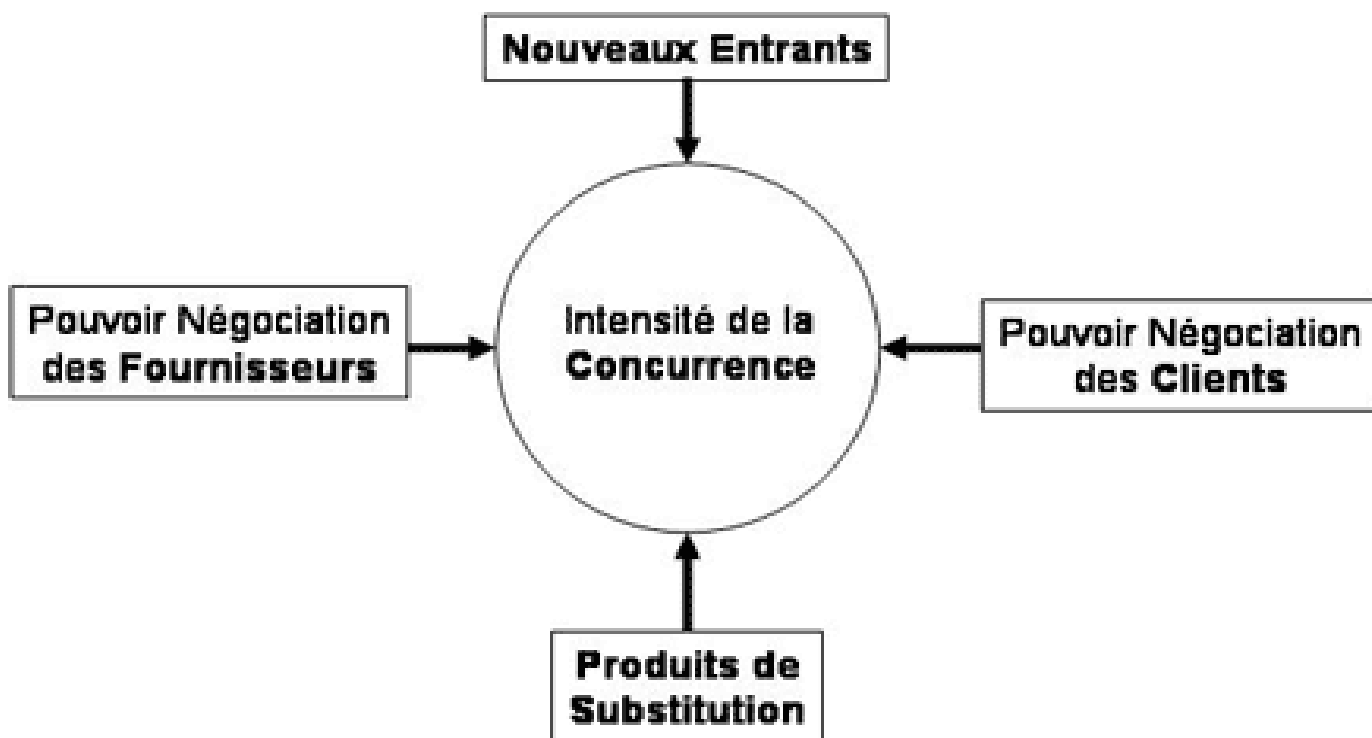 Nouveaux Entrants
Pouvoir Négociation
des Fournisseurs
Intensité de la
Concurrence
Pouvoir Négociation
des Clients
Produits de
Substitution